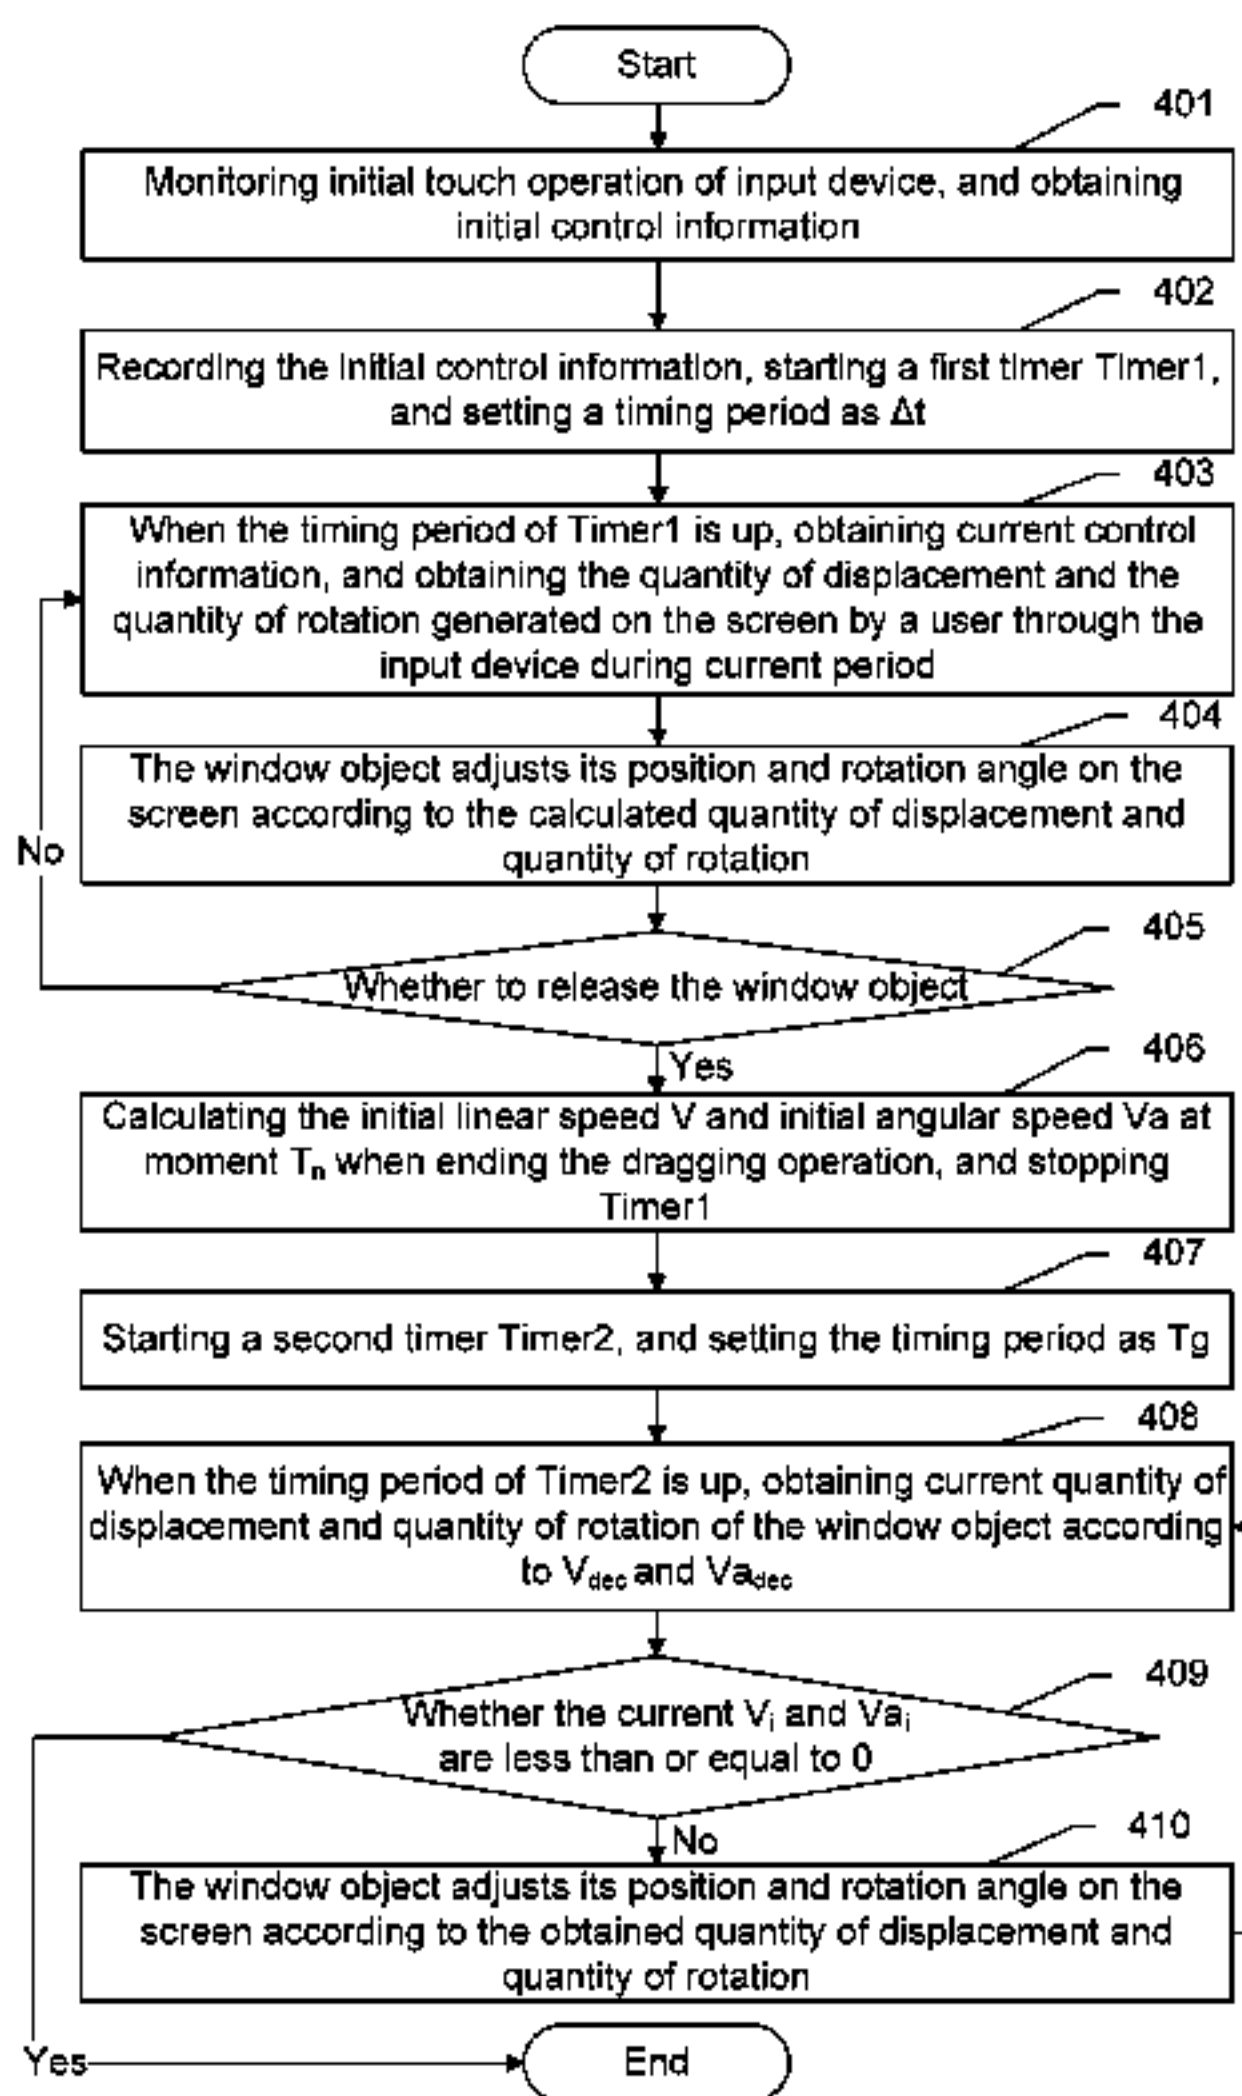 Start
401
Monitoring initial touch operation of input device, and obtaining
initial control information
402
Recording the initial control information, starting a first timer Timer1,
and setting a timing period as Δt
403
When the timing period of Timer1 is up, obtaining current control
information, and obtaining the quantity of displacement and the
quantity of rotation generated on the screen by a user through the
input device during current period
404
The window object adjusts its position and rotation angle on the
screen according to the calculated quantity of displacement and
quantity of rotation
No
405
Whether to release the window object
Yes
406
Calculating the initial linear speed V and initial angular speed Va at
moment Tn when ending the dragging operation, and stopping
Timer1
407
Starting a second timer Timer2, and setting the timing period as Tg
408
When the timing period of Timer2 is up, obtaining current quantity of
displacement and quantity of rotation of the window object according
to Vdec and Vadec
409
Whether the current Vi and Vai
are less than or equal to 0
No
410
The window object adjusts its position and rotation angle on the
screen according to the obtained quantity of displacement and
quantity of rotation
Yes
End